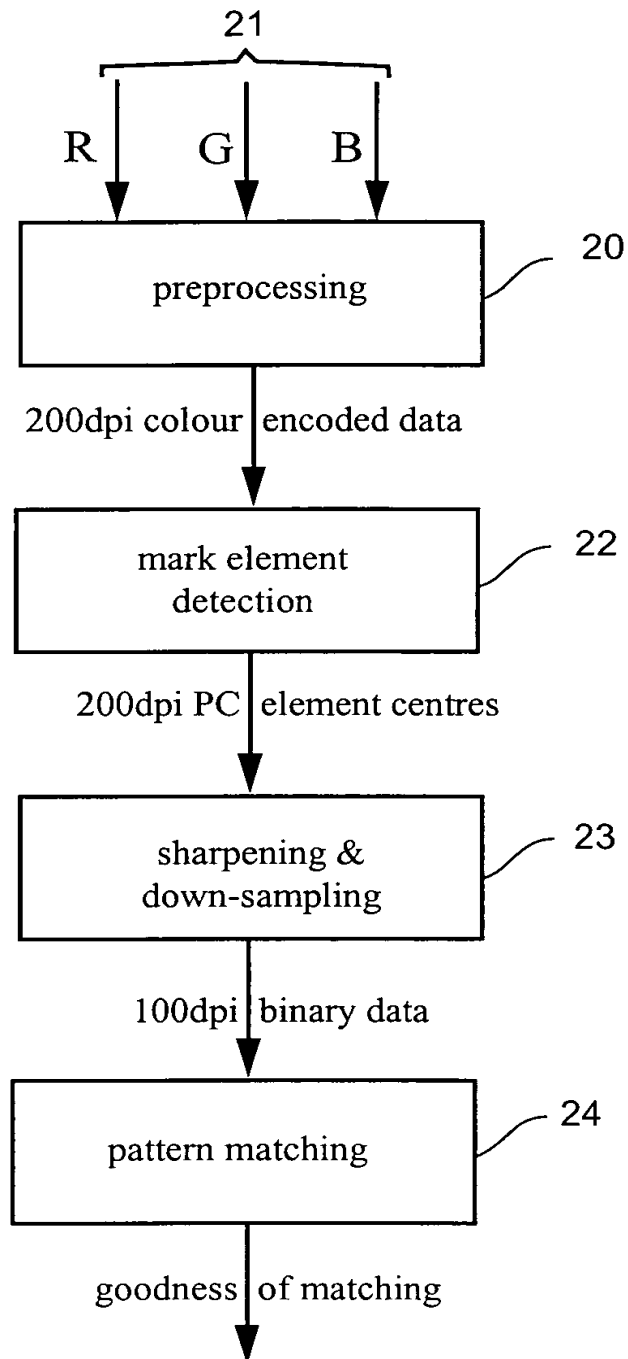 21
R G B
preprocessing
20
200dpi colour encoded data
mark element
detection
22
200dpi PC element centres
sharpening &
down-sampling
23
100dpi binary data
pattern matching
24
goodness of matching